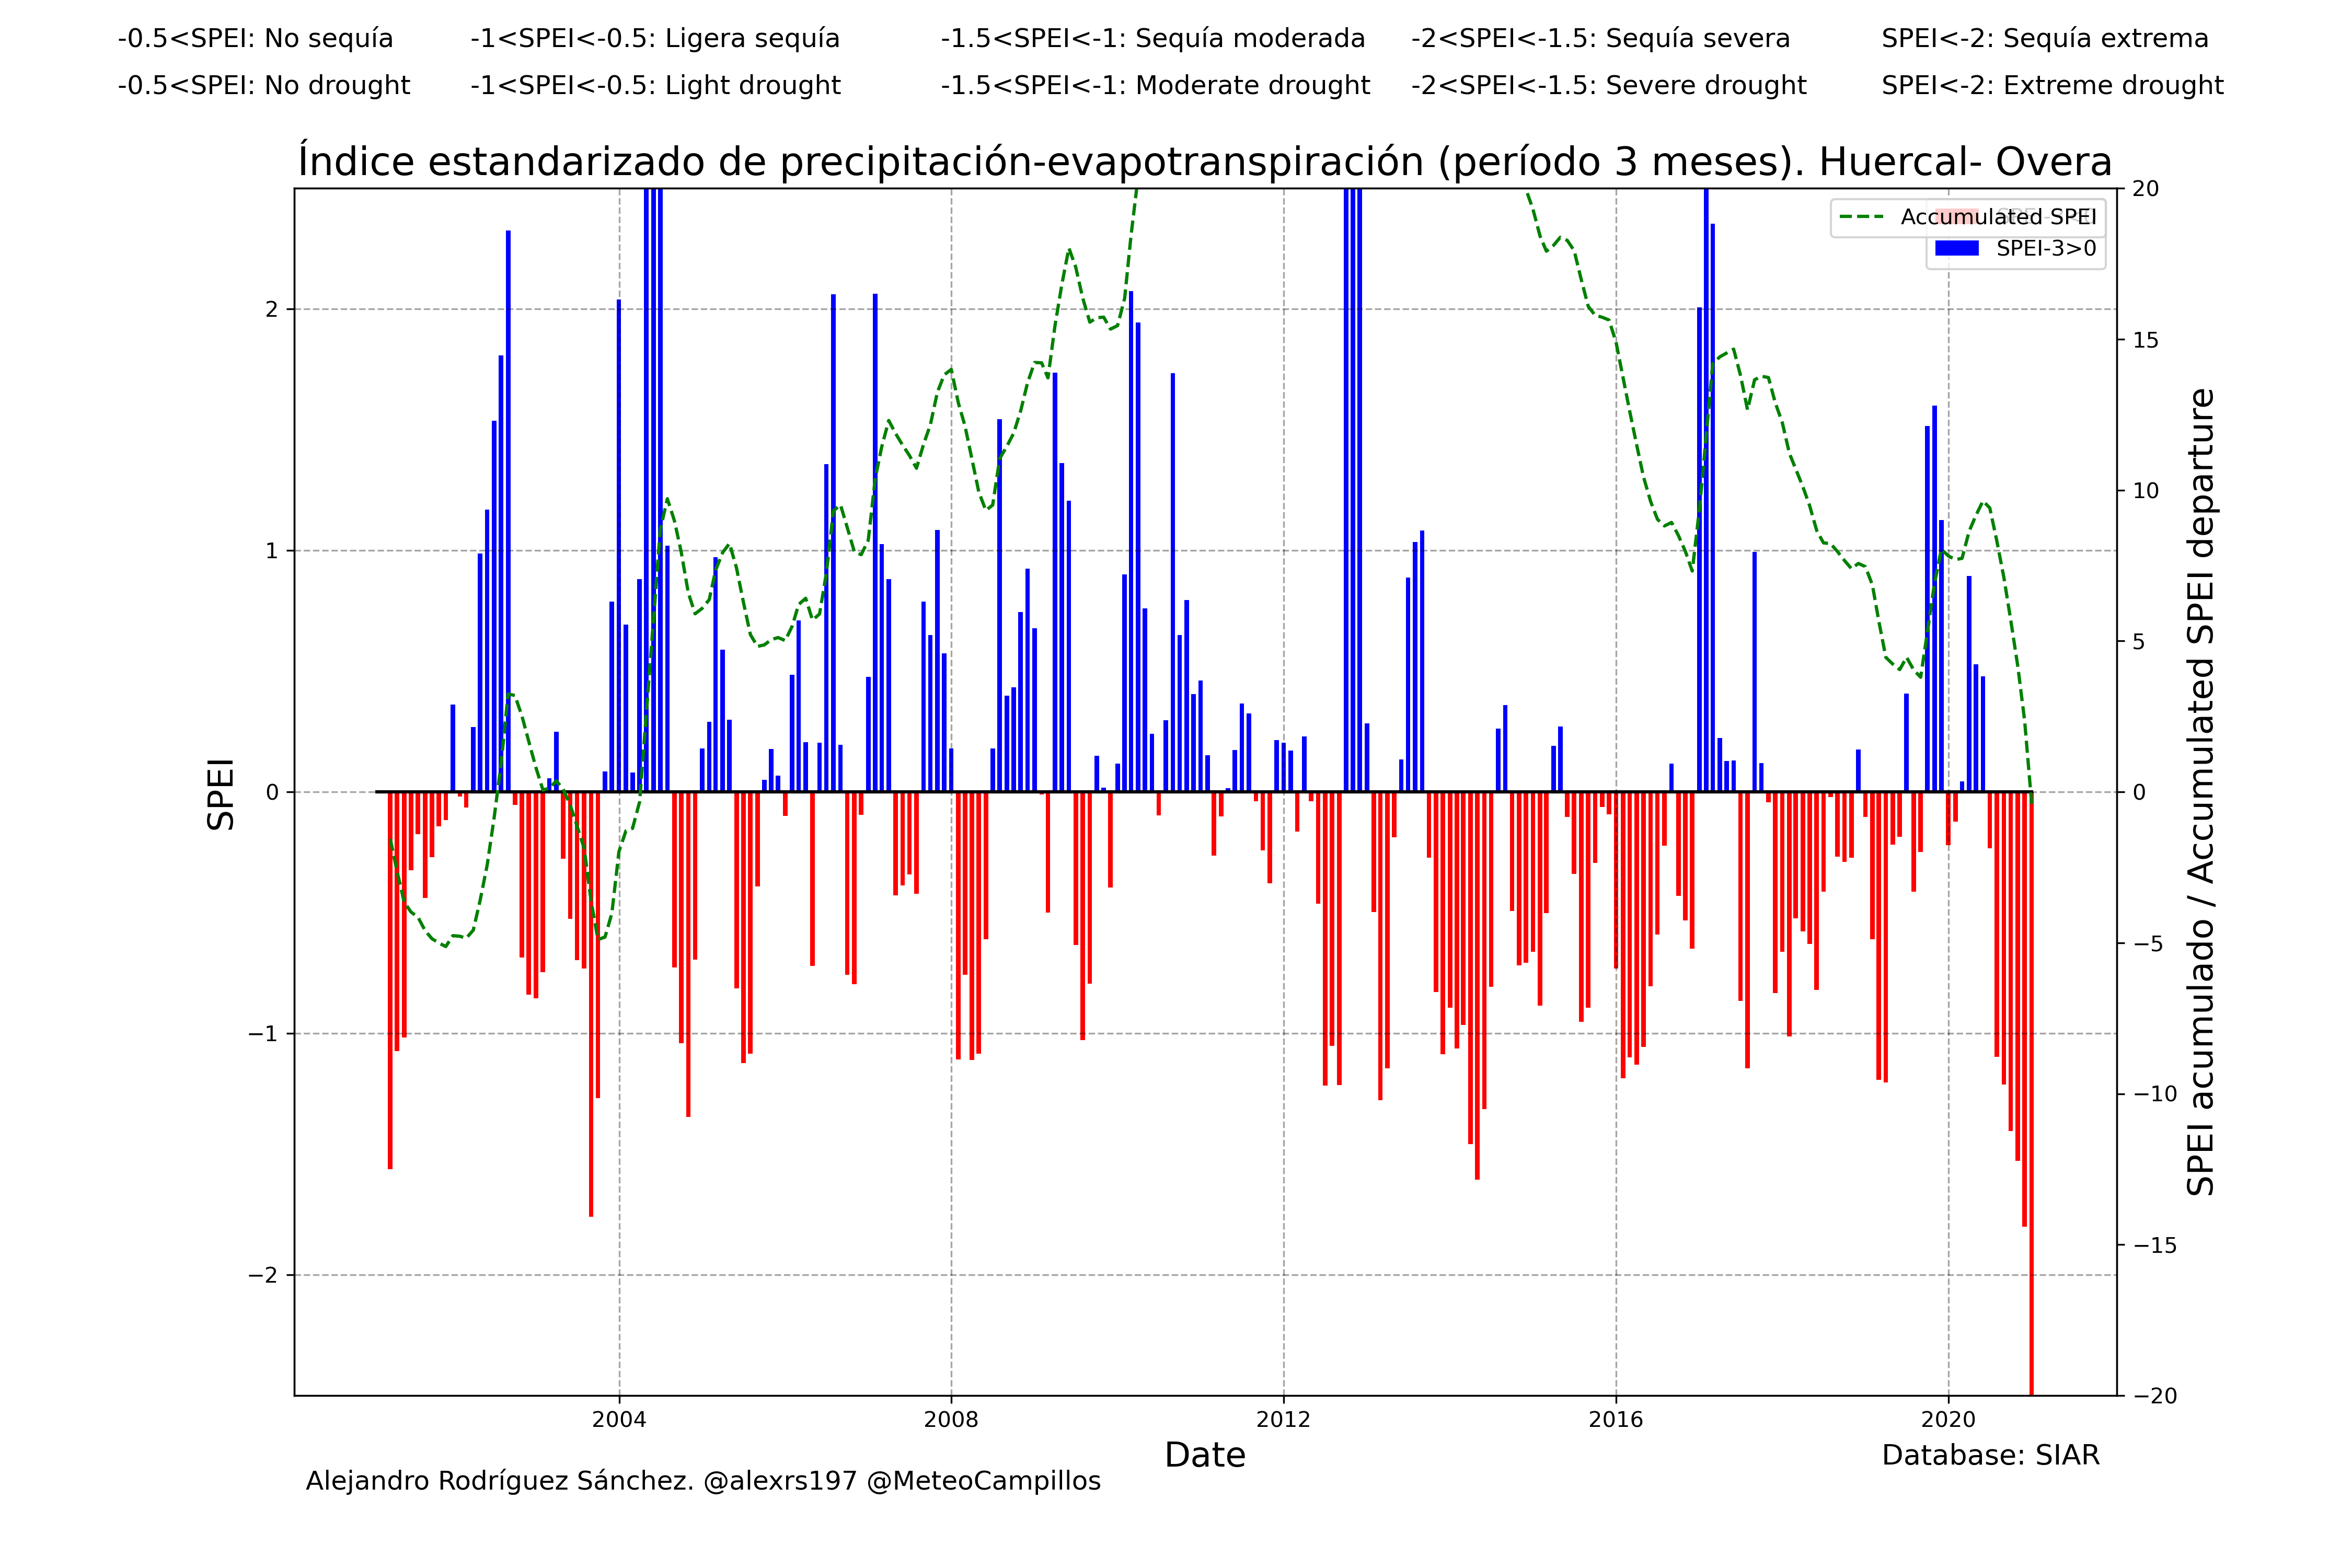 -0.5<SPEI: No sequía -1<SPEI<-0.5: Ligera sequía -1.5<SPEI<-1: Sequía moderada -2<SPEI<-1.5: Sequía severa SPEI<-2: Sequía extrema
-0.5<SPEI: No drought -1<SPEI<-0.5: Light drought -1.5<SPEI<-1: Moderate drought -2<SPEI<-1.5: Severe drought SPEI<-2: Extreme drought
Índice estandarizado de precipitación-evapotranspiración (período 3 meses). Huercal- Overa
Accumulated SPEI
SPEI-3>0
SPEI
2
1
0
−1
−2
20
15
10
5
0
−5
−10
−15
−20
SPEI acumulado / Accumulated SPEI departure
2004 2008 2012 2016 2020
Date
Database: SIAR
Alejandro Rodríguez Sánchez. @alexrs197 @MeteoCampillos